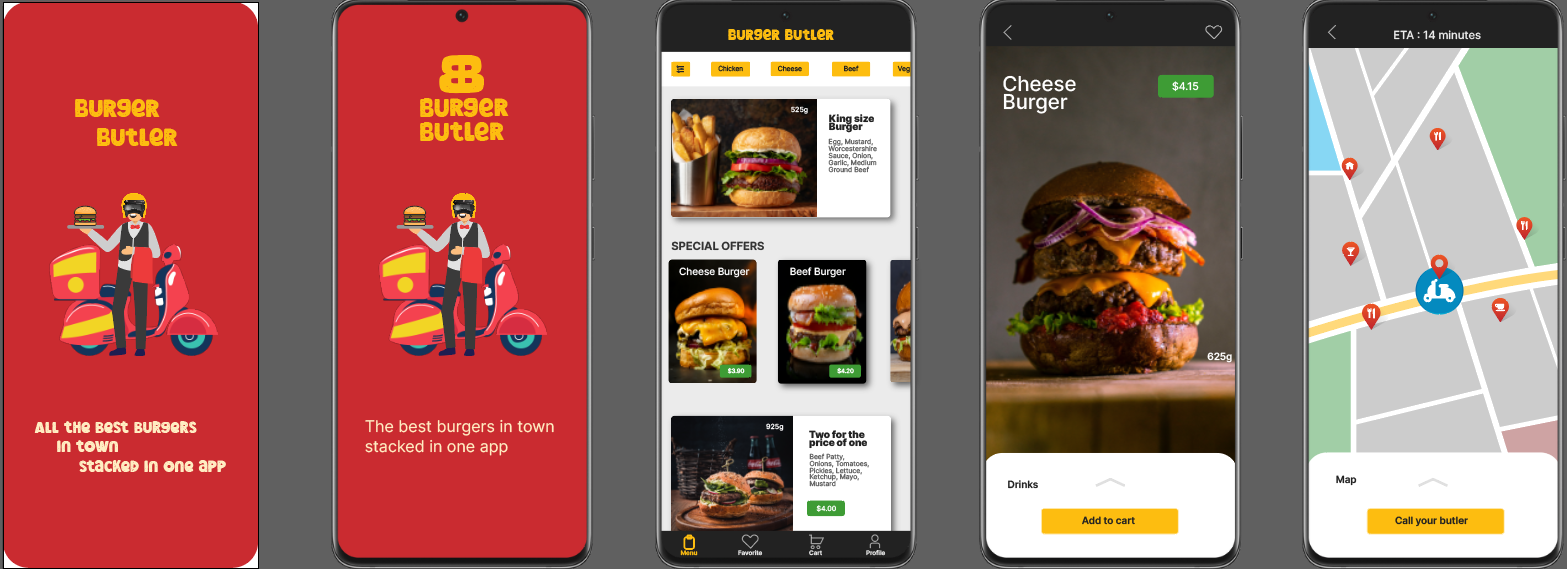 Burger
Butler
All the best burgers
in town
stacked in one app
BB
Burger
Butler
The best burgers in town
stacked in one app
Burger Butler
Chicken
Cheese
Beef
Veg
525g
King size
Burger
Egg, Mustard,
Worcestershire
Sauce, Onion,
Garlic, Medium
Ground Beef
SPECIAL OFFERS
Cheese Burger
Beef Burger
$3.90
$4.20
925g
Two for the
price of one
Beef Patty,
Onions, Tomatoes,
Pickles, Lettuce,
Ketchup, Mayo,
Mustard
$4.00
Menu
Favorite
Cart
Profile
Cheese
Burger
$4.15
625g
Drinks
Add to cart
ETA : 14 minutes
Map
Call your butler